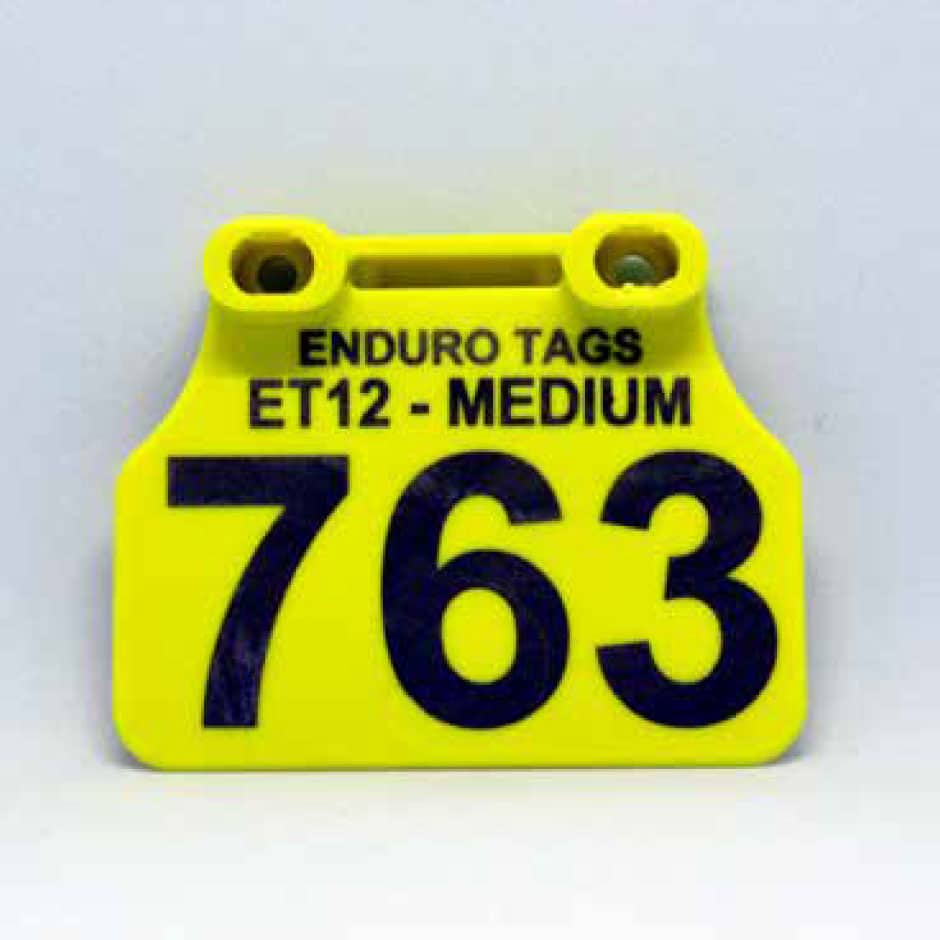 ENDURO TAGS
ET12 - MEDIUM
763